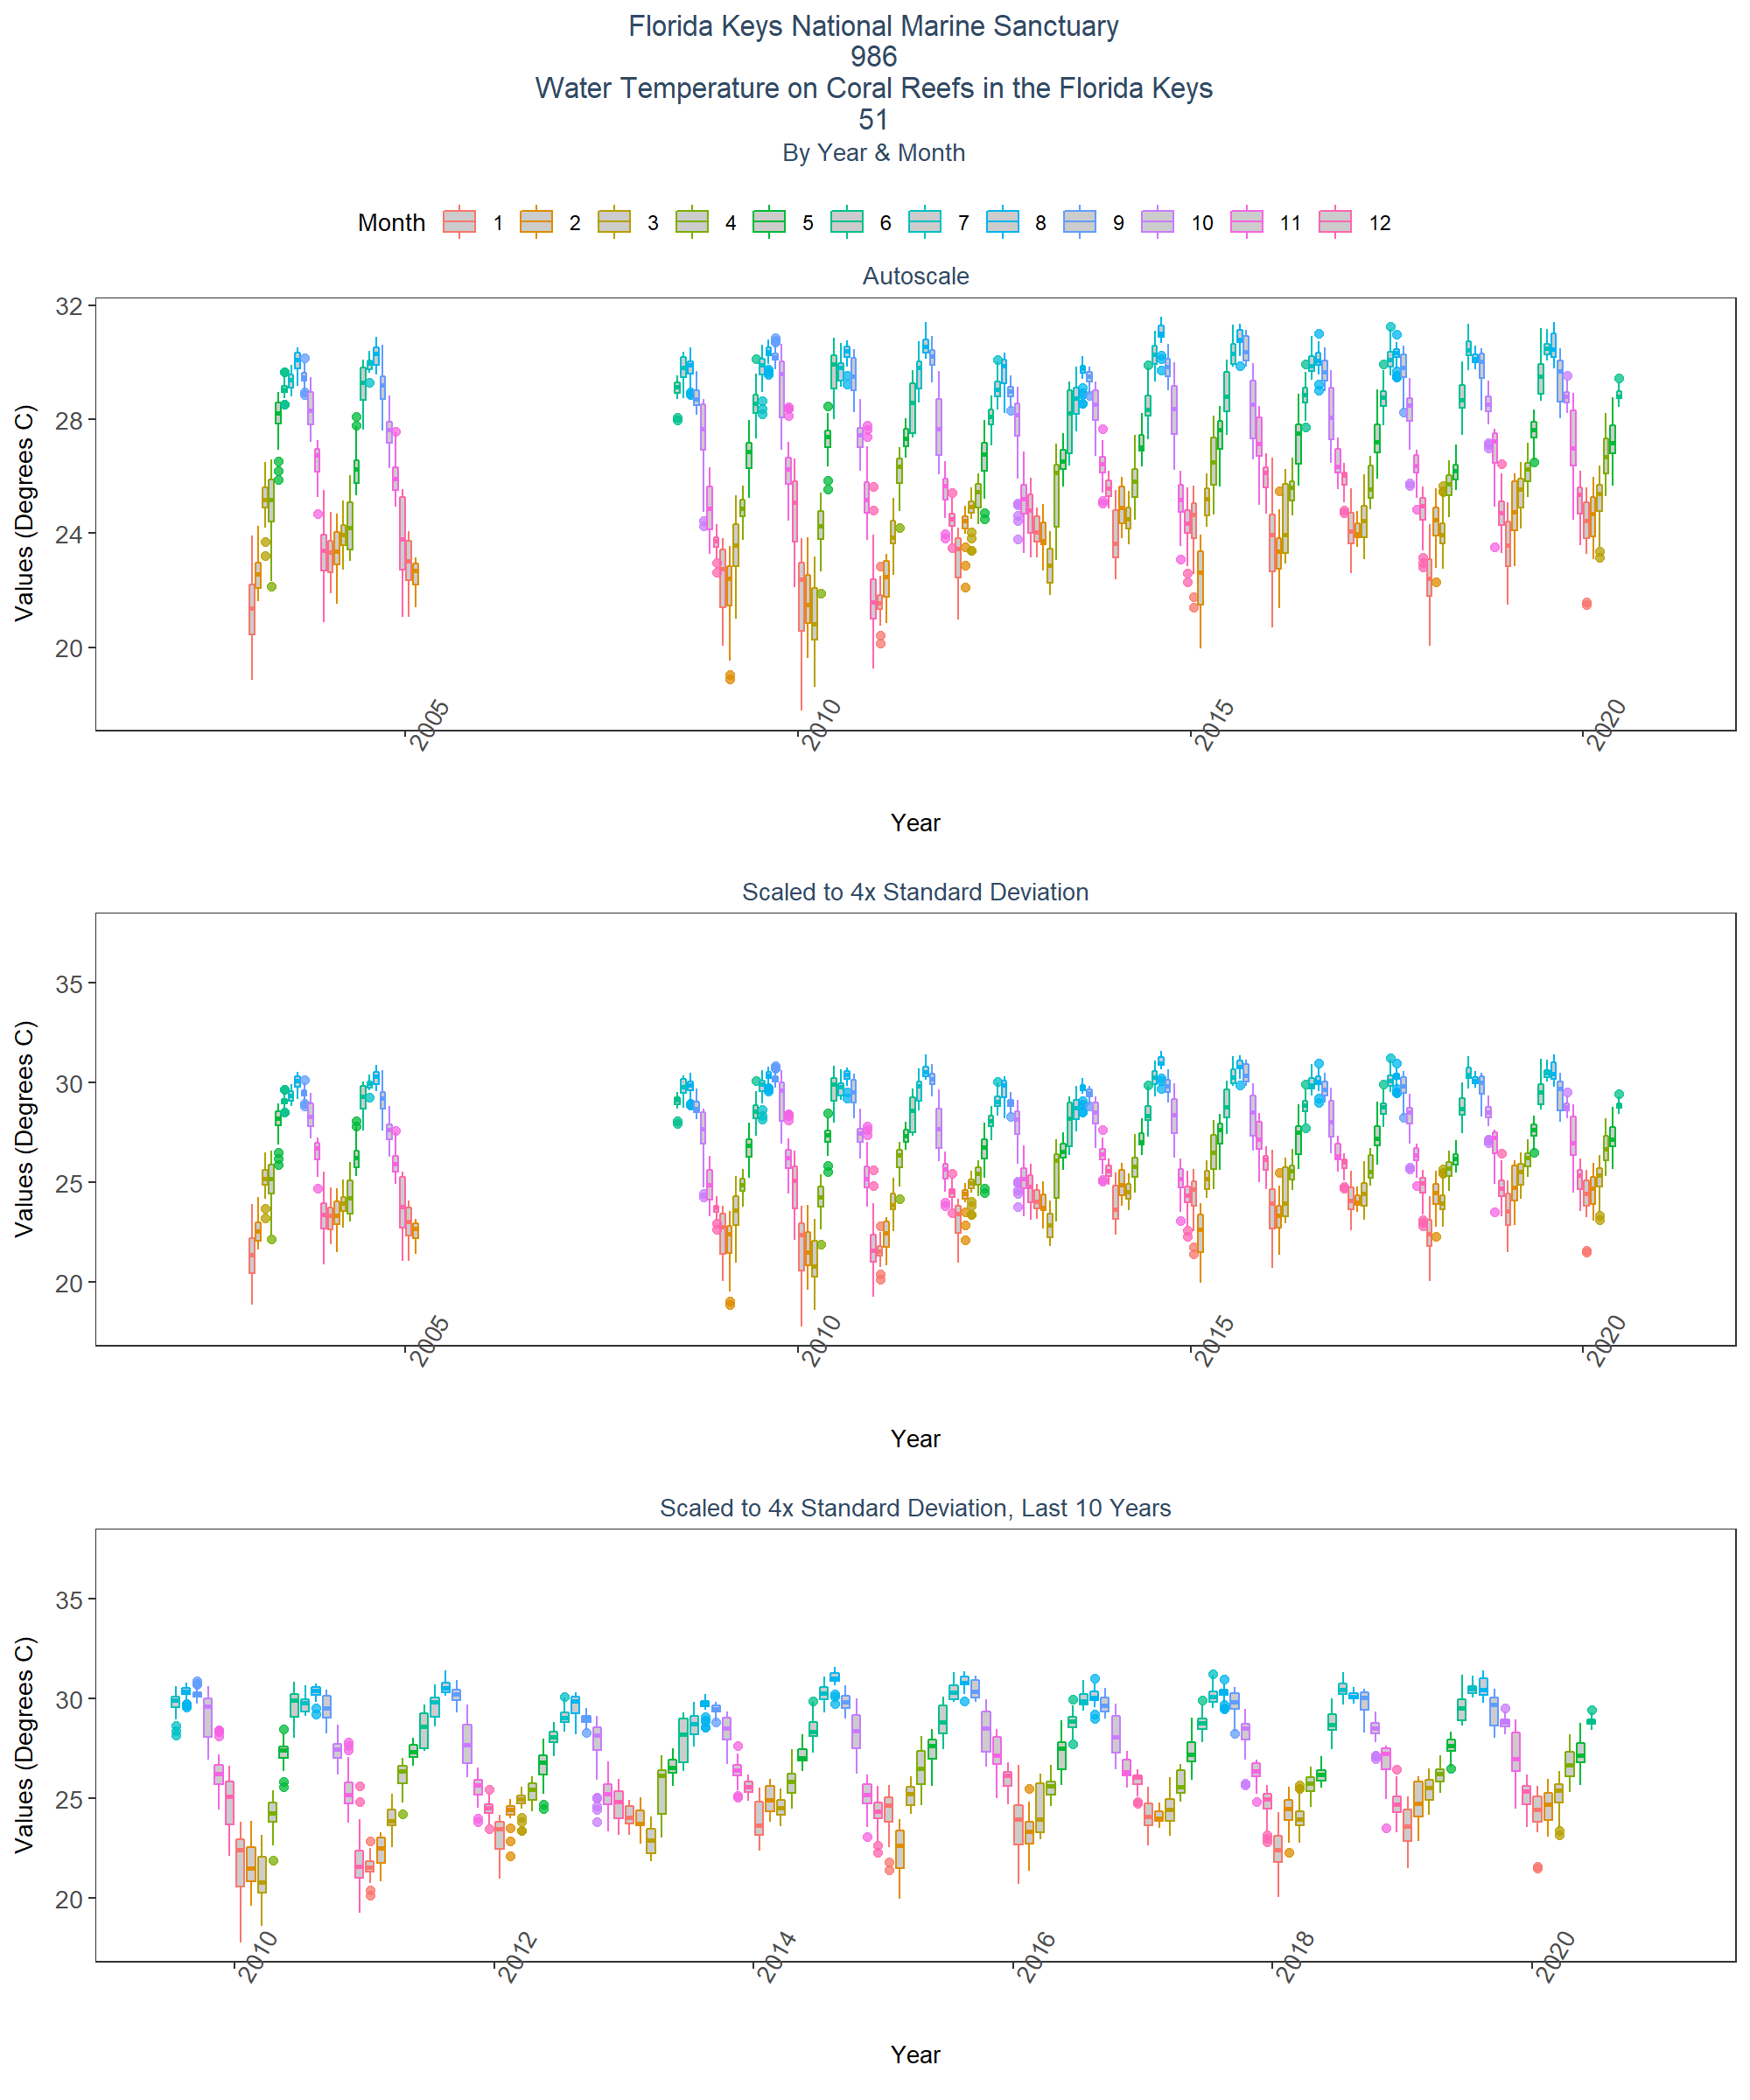 Florida Keys National Marine Sanctuary
986
Water Temperature on Coral Reefs in the Florida Keys
51
By Year & Month
Month 1 2 3 4 5 6 7 8 9 10 11 12
Autoscale
32
28
24
20
Values (Degrees C)
2005 2010 2015 2020
Year
Scaled to 4x Standard Deviation
35
30
25
20
Values (Degrees C)
2005 2010 2015 2020
Year
Scaled to 4x Standard Deviation, Last 10 Years
35
30
25
20
Values (Degrees C)
2010 2012 2014 2016 2018 2020
Year